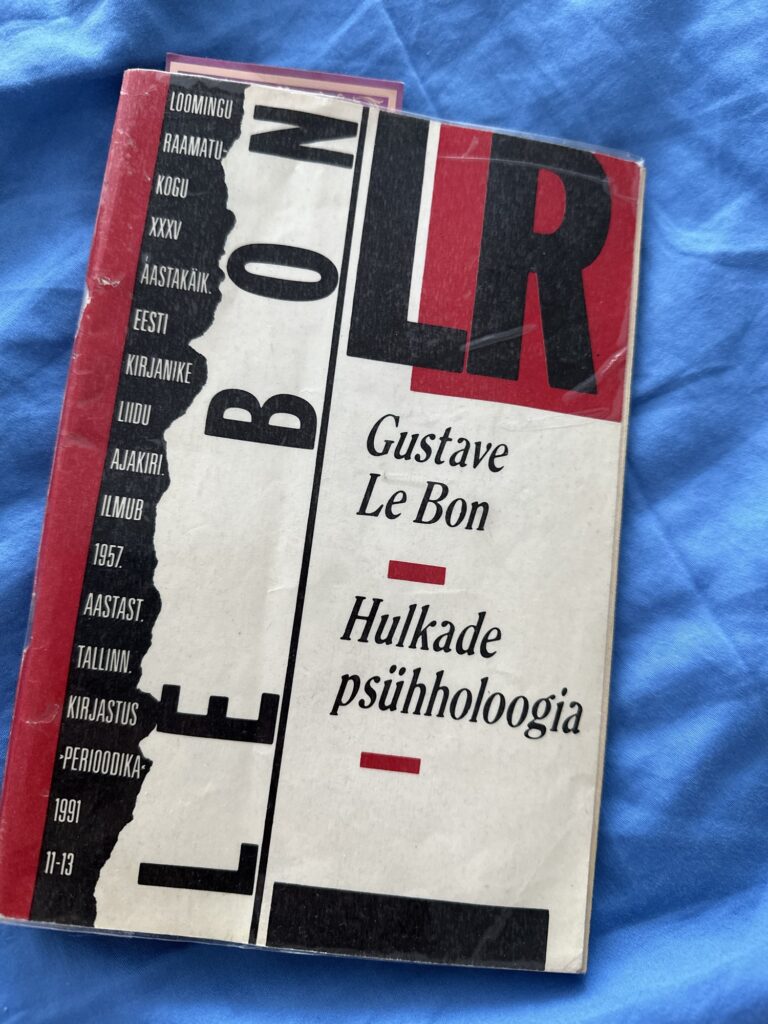 LOOMINGU
RAAMATU-
KOGU
XXXV
AASTAKÄIK.
EESTI
KIRJANIKE
LIIDU
AJAKIRI.
ILMUB
1957.
AASTAST.
TALLINN.
KIRJASTUS
›PERIOODIKA‹
1991
11-13
LE BON
LR
Gustave
Le Bon
Hulkade
psühholoogia